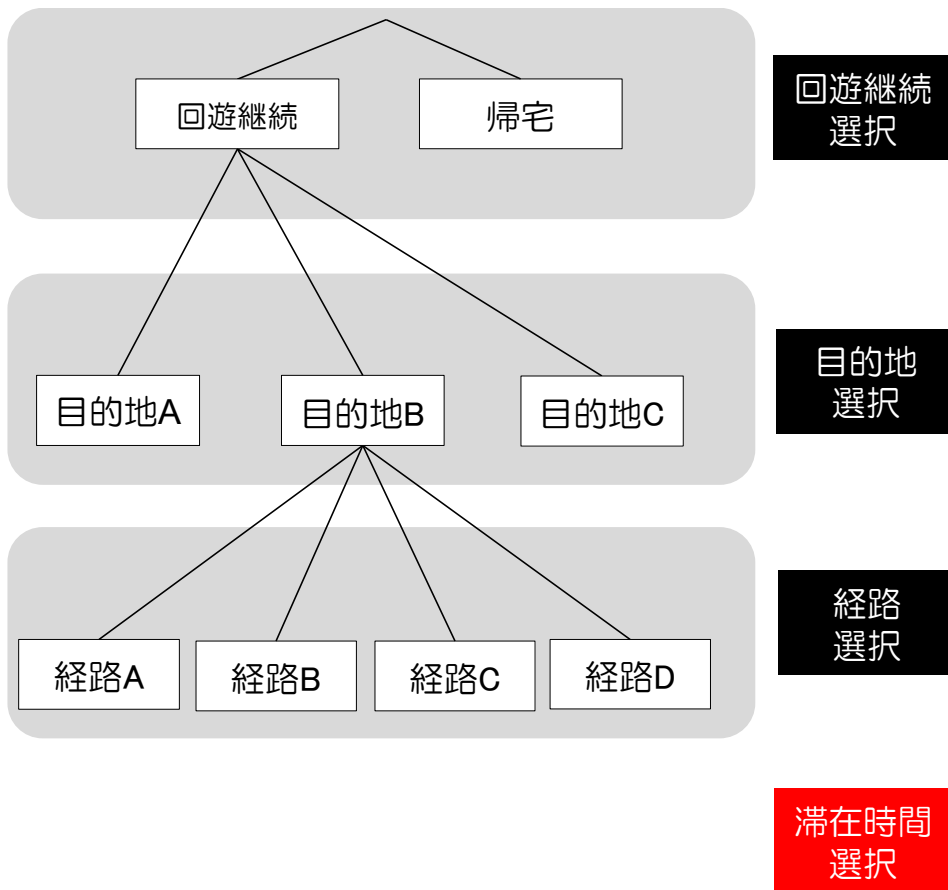 回遊継続
帰宅
回遊継続
選択
目的地A
目的地B
目的地C
目的地
選択
経路A
経路B
経路C
経路D
経路
選択
滞在時間
選択